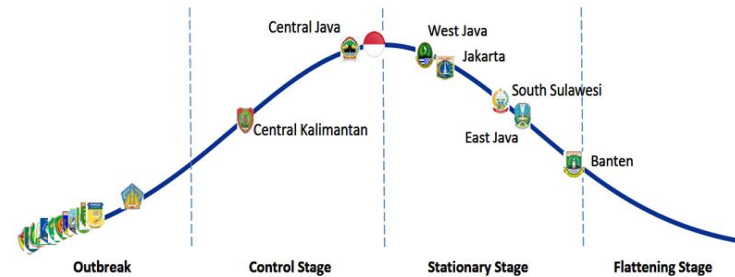 Central Java
West Java
Jakarta
South Sulawesi
Central Kalimantan
East Java
Banten
Outbreak
Control Stage
Stationary Stage
Flattening Stage